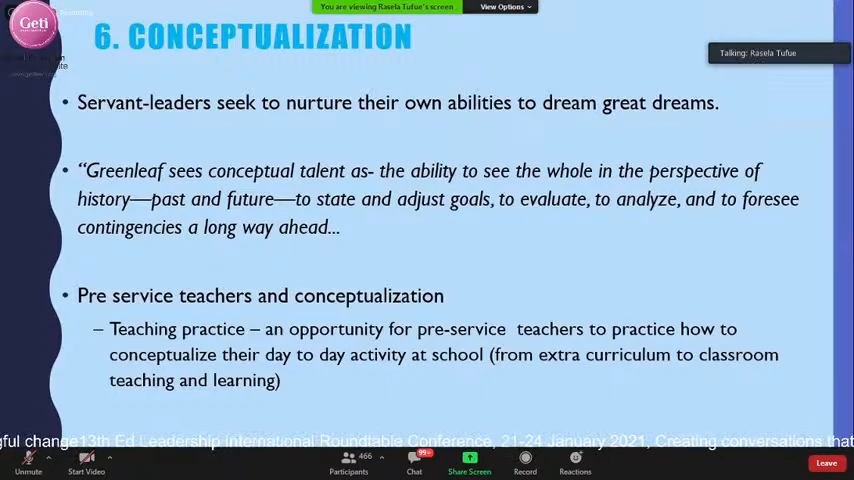 You are viewing Rasela Tufue's screen
View Options
Geti
6. CONCEPTUALIZATION
Talking: Rasela Tufue
• Servant-leaders seek to nurture their own abilities to dream great dreams.
• “Greenleaf sees conceptual talent as- the ability to see the whole in the perspective of
history—past and future—to state and adjust goals, to evaluate, to analyze, and to foresee
contingencies a long way ahead...
• Pre service teachers and conceptualization
– Teaching practice – an opportunity for pre-service teachers to practice how to
conceptualize their day to day activity at school (from extra curriculum to classroom
teaching and learning)
gful change13th Ed Leadership International Roundtable Conference, 21-24 January 2021, Creating conversations that
Unmute
Start Video
Participants
466
Chat
99+
Share Screen
Record
Reactions
Leave